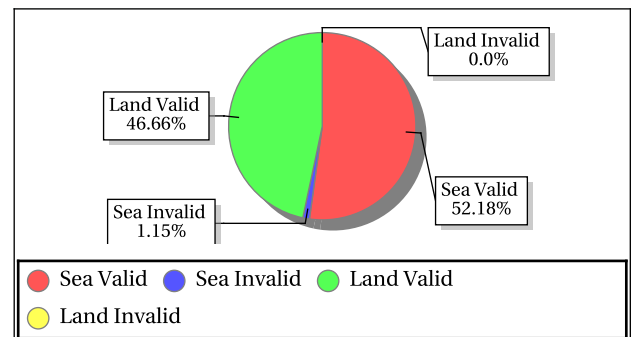 Land Invalid
0.0%
Land Valid
46.66%
Sea Valid
52.18%
Sea Invalid
1.15%
Sea Valid Sea Invalid Land Valid
Land Invalid